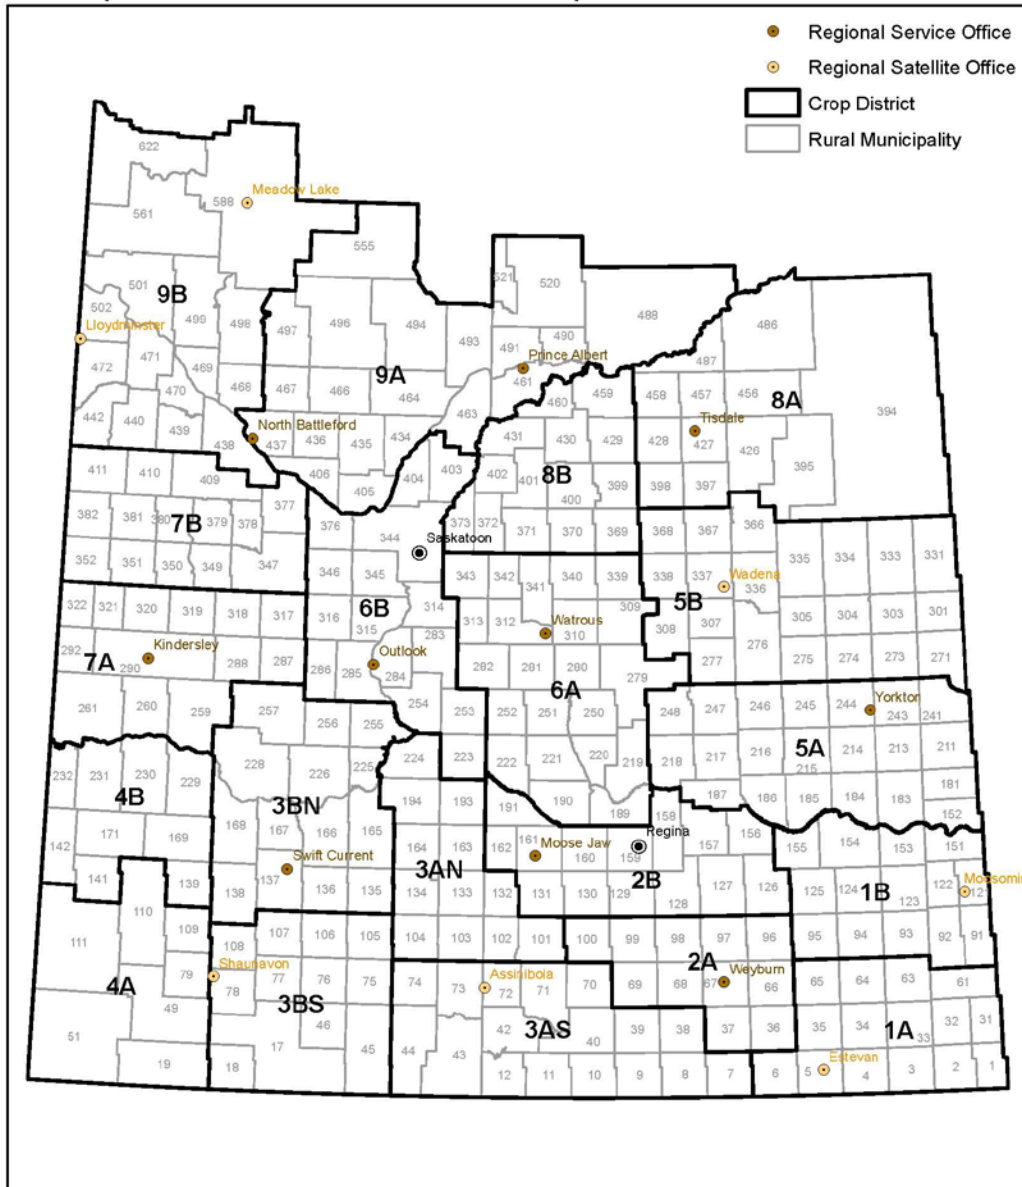 Regional Service Office
Regional Satellite Office
Crop District
Rural Municipality
622
588 Meadow Lake
561
555
501
521 520
9B
502
499 498 497 496 494
488
486
Lloydminster
493 491 490
487
472 471 469
Prince Albert
9A
461
468 467 466 464
470
460 459 458 457 456
8A
394
463
442 440 439
North Battleford
Tisdale
438 437 436 435 434
431 430 429 428 427 426
411 410 409 406 405 404 403
402 401 8B 399 398 397 395
400
377
382 381 380 379 378
7B
376
344
373 372 371 370 369 368 367 366
Saskatoon
352 351 350 349 347 346 345
343 342 341 340 339 338 337 336 335 334 333 331
Wadena
5B
322 321 320 319 318 317 316 6B 315 314
313 312 310 309 308 307 305 304 303 301
Watrous
283
276
292 7A 290 Kindersley 288 287 286 285 284
Outlook
282 281 290 279 277 275 274 273 271
6A
261 260 259 257 256 255 254 253 252 251 250
248 247 246 245 244 243 241
Yorkton
5A
232 231 230 229 228 226 225 224 223 222 221 220 219 218 217 216 215 214 213 211
4B
3BN
194 193 191 190 189 187 186 185 184 183 181
171 169 168 167 166 165 164 163 162 161 160 159 158 157 156 155 154 153 152 151
Swift Current
Moose Jaw
Regina
3AN
2B
142 141 139 138 137 136 135 134 133 132 131 130 129 128 127 126 125 124 123 122 121
1B
Moosomin
111 110 109 108 107 106 105 104 103 102 101 100 99 98 97 96 95 94 93 92 91
2A
Shaunavon
Assiniboia
Weyburn
4A
79 78 77 76 75 74 73 72 71 70 69 68 67 66 65 64 63 61
3BS
3AS
1A
51 49 46 45 44 43 42 40 39 38 37 36 35 34 33 32 31
Estevan
19 18 17 12 11 10 9 8 7 6 5 4 3 2 1